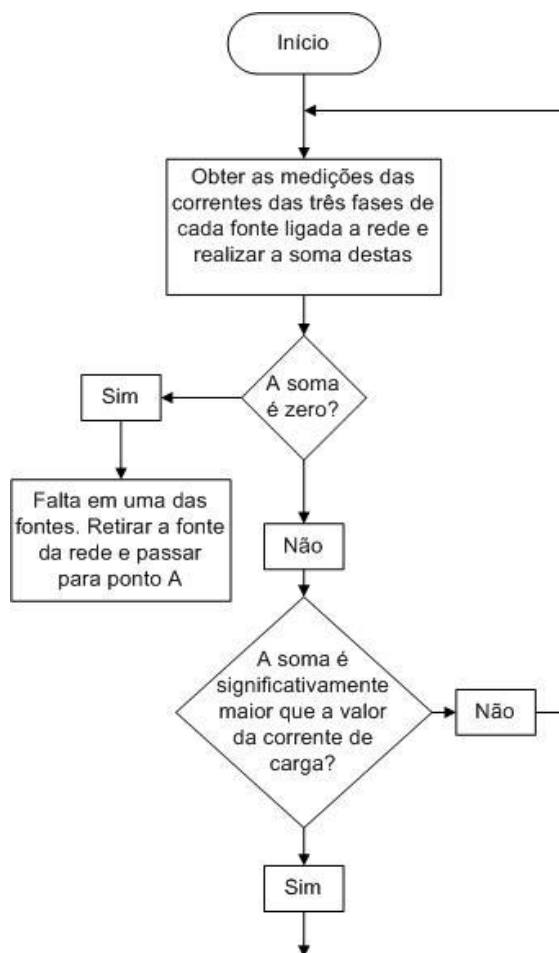 Início
Obter as medições das
correntes das três fases de
cada fonte ligada a rede e
realizar a soma destas
A soma
é zero?
Sim
Falta em uma das
fontes. Retirar a fonte
da rede e passar
para ponto A
Não
A soma é
significativamente
maior que a valor
da corrente de
carga?
Não
Sim